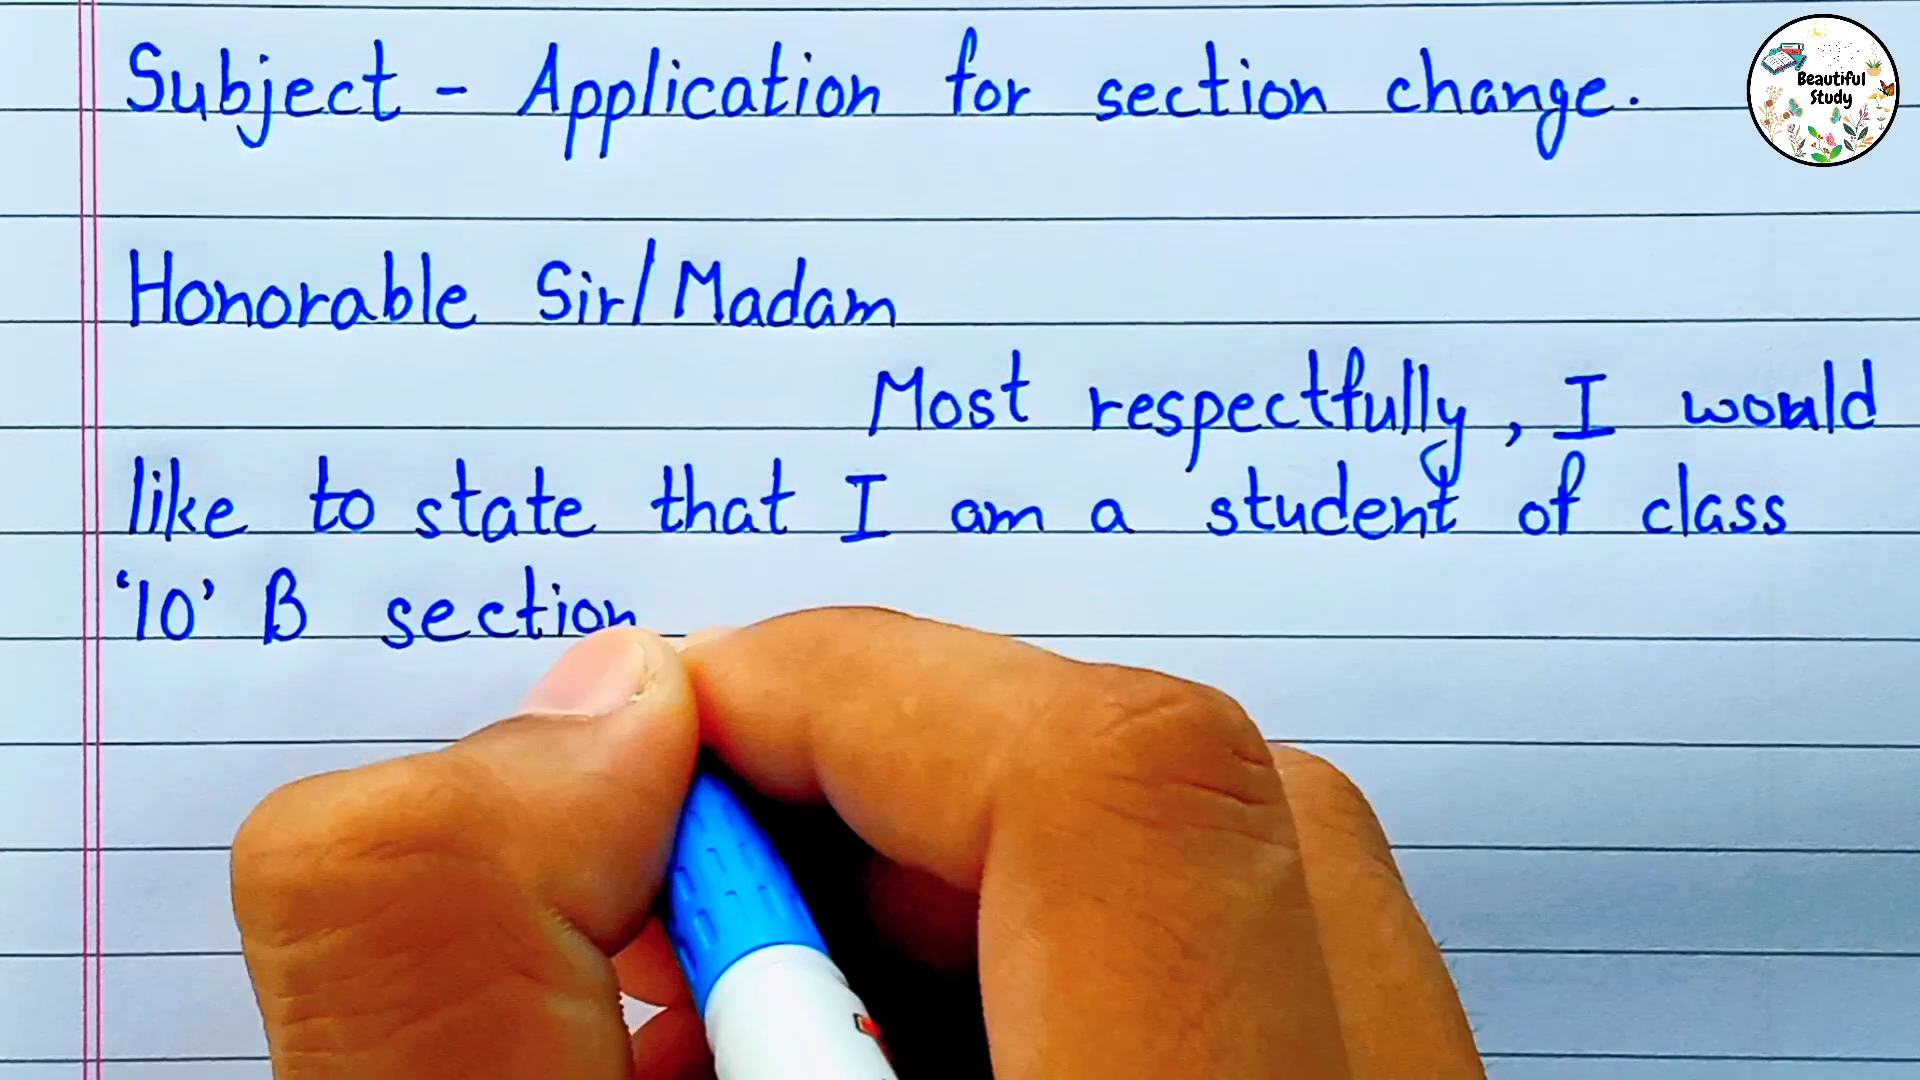 Subject - Application for section change.
Beautiful
Study
Honorable Sir/Madam
Most respectfully, I would
like to state that I am a student of class
'10' B section